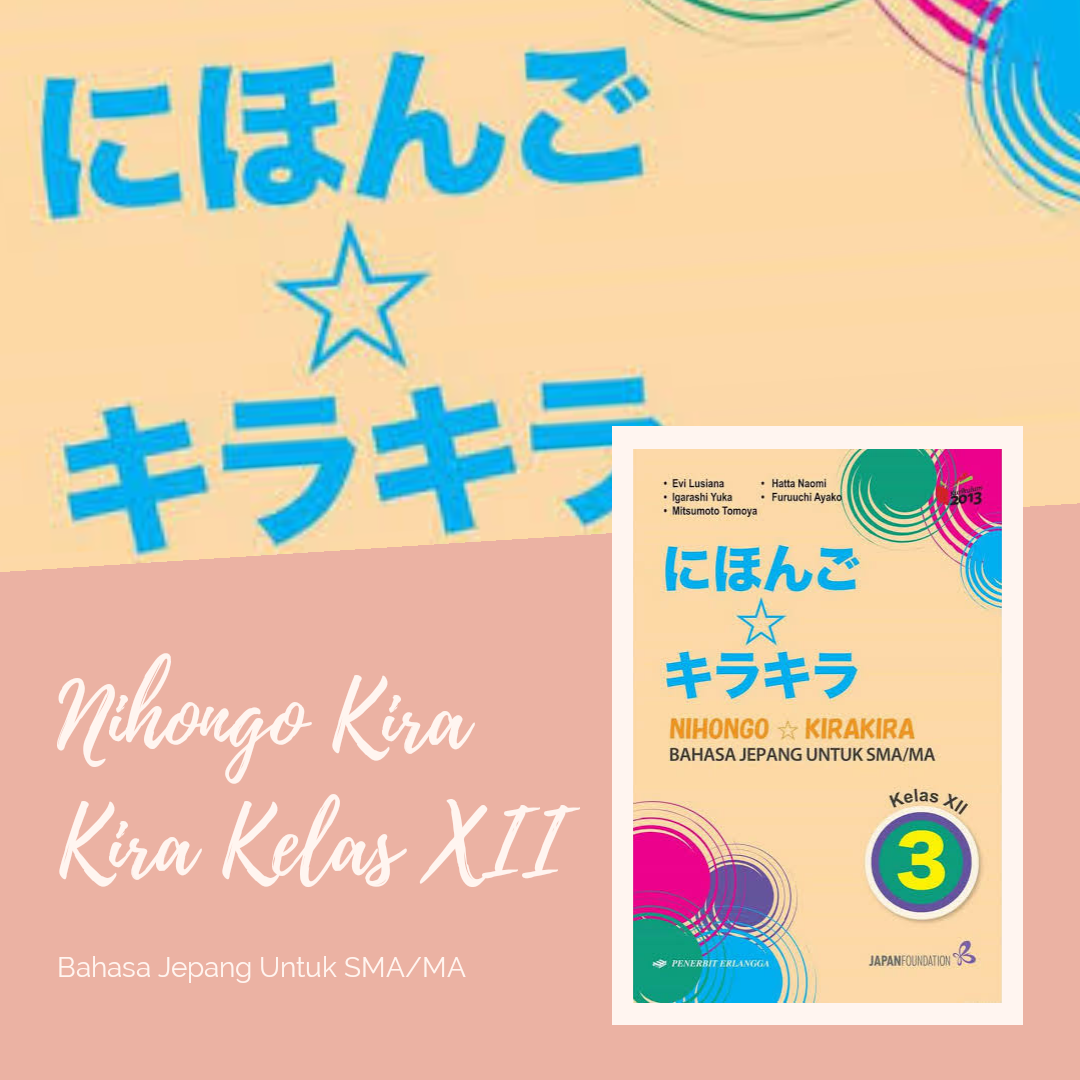 にほんご
☆
キラキラ
Nihongo Kira
Kira Kelas XII
Bahasa Jepang Untuk SMA/MA
• Evi Lusiana
• Igarashi Yuka
• Mitsumoto Tomoya
• Hatta Naomi
• Furuuchi Ayako
Kurikulum
2013
にほんご
☆
キラキラ
NIHONGO ☆ KIRAKIRA
BAHASA JEPANG UNTUK SMA/MA
Kelas XII
3
PENERBIT ERLANGGA
JAPANFOUNDATION